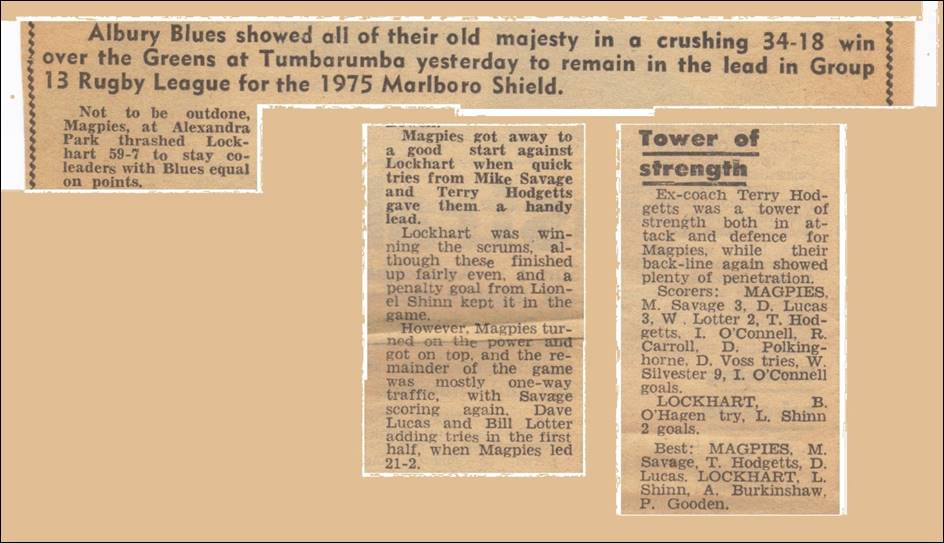 Albury Blues showed all of their old majesty in a crushing 34-18 win
over the Greens at Tumbarumba yesterday to remain in the lead in Group
13 Rugby League for the 1975 Marlboro Shield.
Not to be outdone,
Magpies, at Alexandra
Park thrashed Lock-
hart 59-7 to stay co-
leaders with Blues equal
on points.
Magpies got away to
a good start against
Lockhart when quick
tries from Mike Savage
and Terry Hodgetts
gave them a handy
lead.
Lockhart was win-
ning the scrums, al-
though these finished
up fairly even, and a
penalty goal from Lion-
el Shinn kept it in the
game.
However, Magpies tur-
ned on the power and
got on top, and the re-
mainder of the game
was mostly one-way
traffic, with Savage
scoring again, Dave
Lucas and Bill Lotter
adding tries in the first
half, when Magpies led
21-2.
Tower of
strength
Ex-coach Terry Hod-
getts was a tower of
strength both in at-
tack and defence for
Magpies, while their
back-line again showed
plenty of penetration.
Scorers: MAGPIES,
M. Savage 3, D. Lucas
3, W. Lotter 2, T. Hod-
getts, I. O'Connell, R.
Carroll, D. Polking-
horne, D. Voss tries, W.
Silvester 9, I. O'Connell
goals.
LOCKHART, B.
O'Hagen try, L. Shinn
2 goals.
Best: MAGPIES, M.
Savage, T. Hodgetts, D.
Lucas. LOCKHART, L.
Shinn, A. Burkinshaw,
P. Gooden.